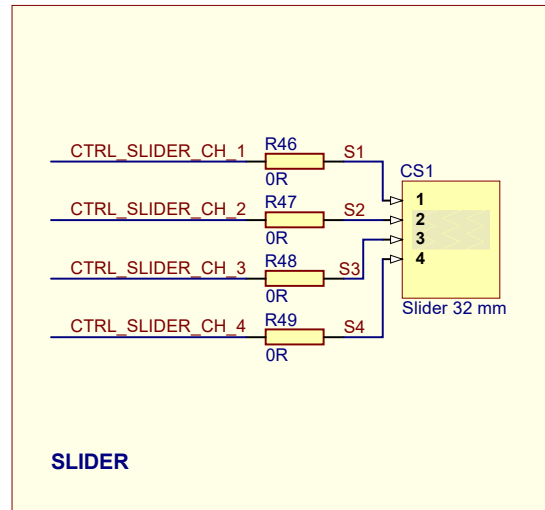 R46
CTRL_SLIDER_CH_1 S1
0R
CS1
R47
1
CTRL_SLIDER_CH_2 S2
2
0R
R48
3
CTRL_SLIDER_CH_3 S3
4
0R
Slider 32 mm
R49
CTRL_SLIDER_CH_4 S4
0R
SLIDER